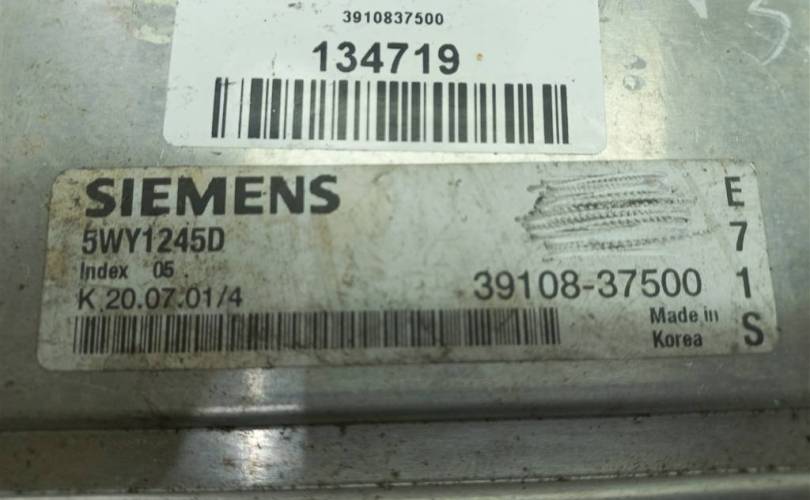 3910837500
134719
SIEMENS
5WY1245D
Index 05
K 20.07.01/4
39108-37500
Made in
Korea
E
7
1
S